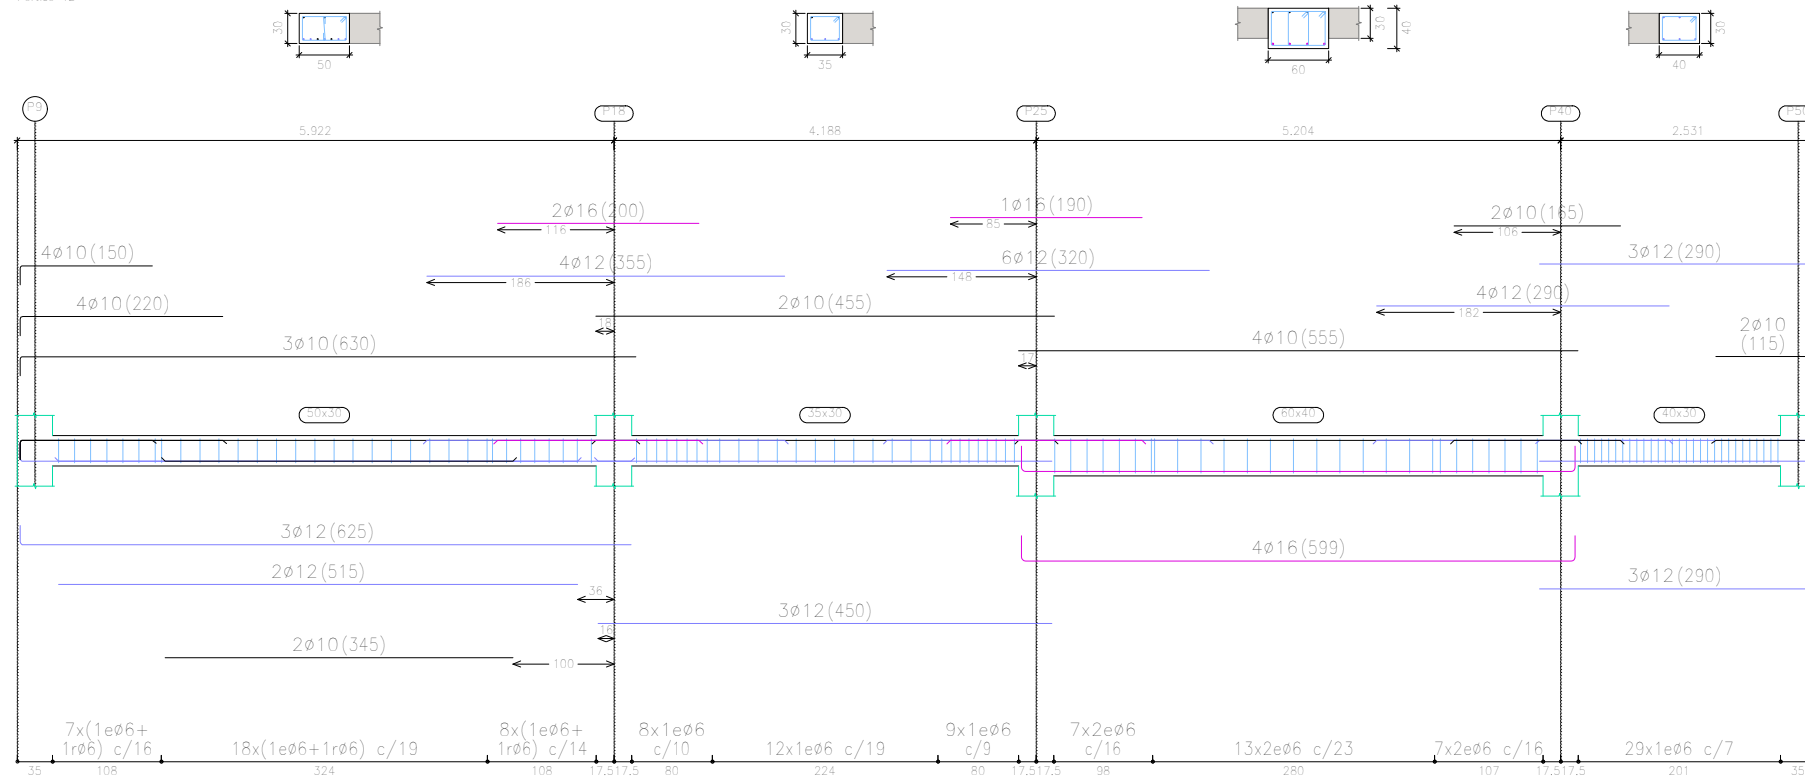 30
50
30
35
30
40
60
30
40
P9
P18
P25
P40
5.922
4.188
5.204
2.531
2ø16(200)
116
1ø16(190)
85
2ø10(165)
106
4ø10(150)
4ø12(355)
186
6ø12(320)
148
3ø12(290)
4ø10(220)
2ø10(455)
18
4ø12(290)
182
3ø10(630)
4ø10(555)
17
2ø10
(115)
50x30
35x30
60x40
40x30
3ø12(625)
4ø16(599)
2ø12(515)
36
3ø12(290)
3ø12(450)
16
2ø10(345)
100
7x(1eø6+
1rø6) c/16
18x(1eø6+1rø6) c/19
8x(1eø6+
1rø6) c/14
8x1eø6
c/10
12x1eø6 c/19
9x1eø6
c/9
7x2eø6
c/16
13x2eø6 c/23
7x2eø6 c/16
29x1eø6 c/7
35
108
324
108
17.5
17.5
80
224
80
17.5
17.5
98
280
107
17.5
17.5
201
35